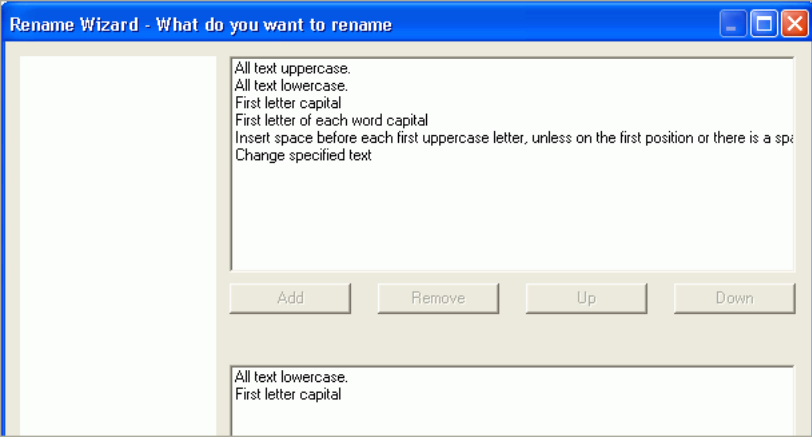 Rename Wizard - What do you want to rename
All text uppercase.
All text lowercase.
First letter capital
First letter of each word capital
Insert space before each first uppercase letter, unless on the first position or there is a spa
Change specified text
Add Remove Up Down
All text lowercase.
First letter capital